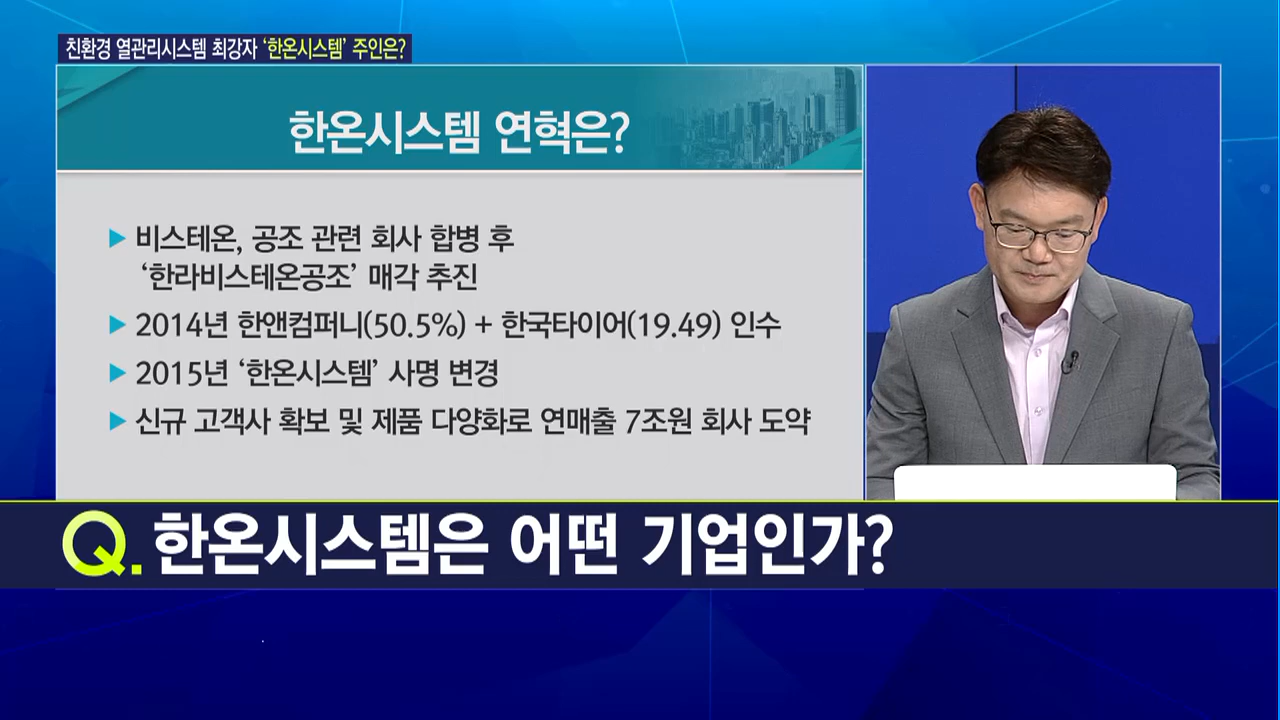 친환경 열관리시스템 최강자 ‘한온시스템’ 주인은?
한온시스템 연혁은?
▶ 비스테온, 공조 관련 회사 합병 후
‘한라비스테온공조’ 매각 추진
▶ 2014년 한앤컴퍼니(50.5%) + 한국타이어(19.49) 인수
▶ 2015년 ‘한온시스템’ 사명 변경
▶ 신규 고객사 확보 및 제품 다양화로 연매출 7조원 회사 도약
Q. 한온시스템은 어떤 기업인가?